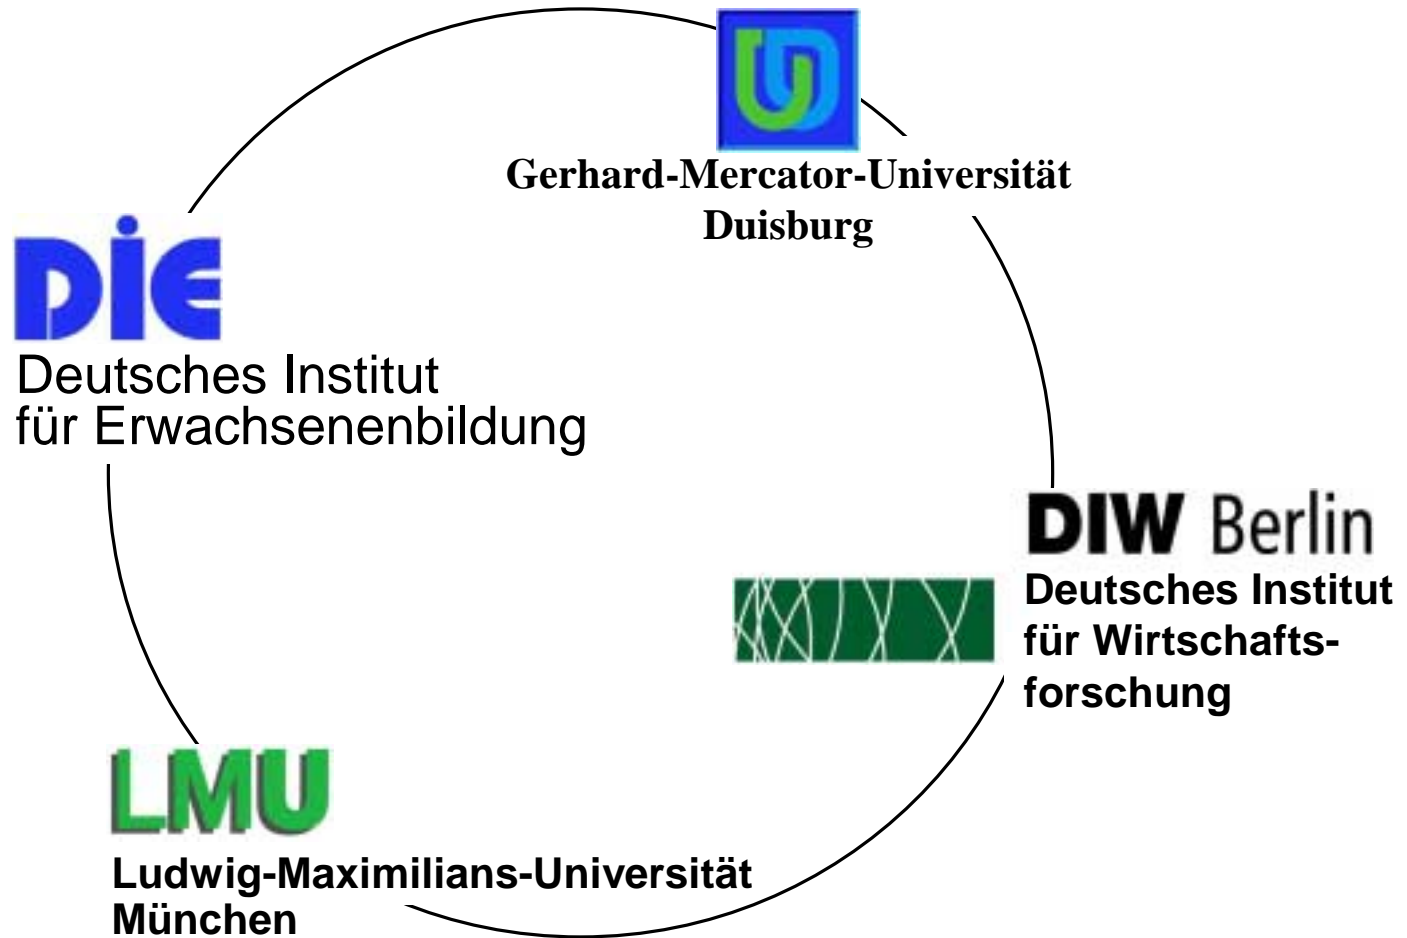 Gerhard-Mercator-Universität
Duisburg
DIE
Deutsches Institut
für Erwachsenenbildung
DIW Berlin
Deutsches Institut
für Wirtschafts-
forschung
LMU
Ludwig-Maximilians-Universität
München